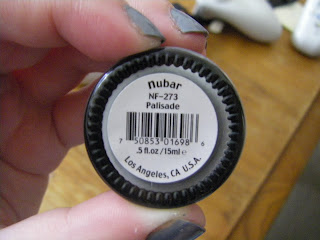 nubar
NF-273
Palisade
7 50853 01698 6
.5 fl.oz /15ml e
Los Angeles, CA U.S.A.